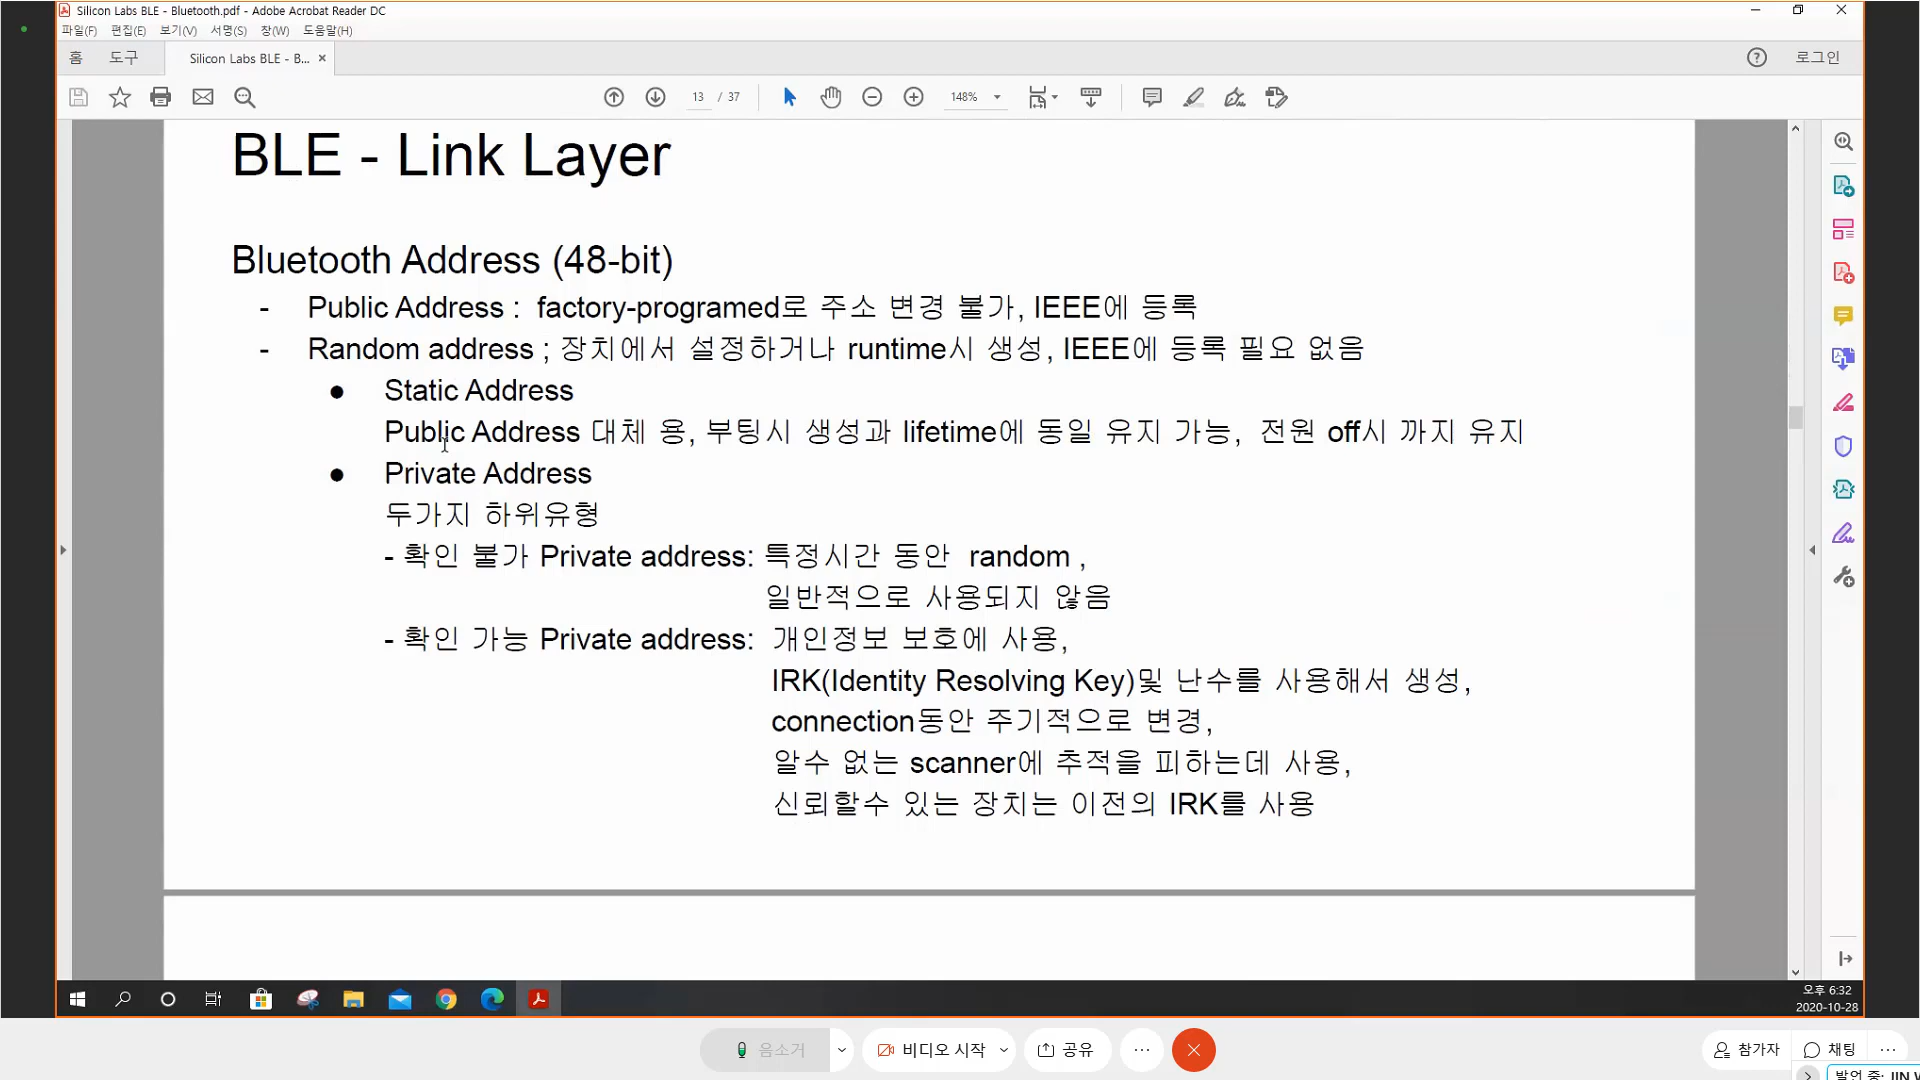 Silicon Labs BLE - Bluetooth.pdf - Adobe Acrobat Reader DC
파일(F) 편집(E) 보기(V) 서명(S) 창(W) 도움말(H)
홈 도구 Silicon Labs BLE - B... × 로그인
13 / 37 148%
BLE - Link Layer
Bluetooth Address (48-bit)
- Public Address : factory-programed로 주소 변경 불가, IEEE에 등록
- Random address ; 장치에서 설정하거나 runtime시 생성, IEEE에 등록 필요 없음
● Static Address
Public Address 대체 용, 부팅시 생성과 lifetime에 동일 유지 가능, 전원 off시 까지 유지
● Private Address
두가지 하위유형
- 확인 불가 Private address: 특정시간 동안 random ,
일반적으로 사용되지 않음
- 확인 가능 Private address: 개인정보 보호에 사용,
IRK(Identity Resolving Key)및 난수를 사용해서 생성,
connection동안 주기적으로 변경,
알수 없는 scanner에 추적을 피하는데 사용,
신뢰할수 있는 장치는 이전의 IRK를 사용
오후 6:32
2020-10-28
음소거 비디오 시작 공유 ... 참가자 채팅 ...
발언 중: JIN